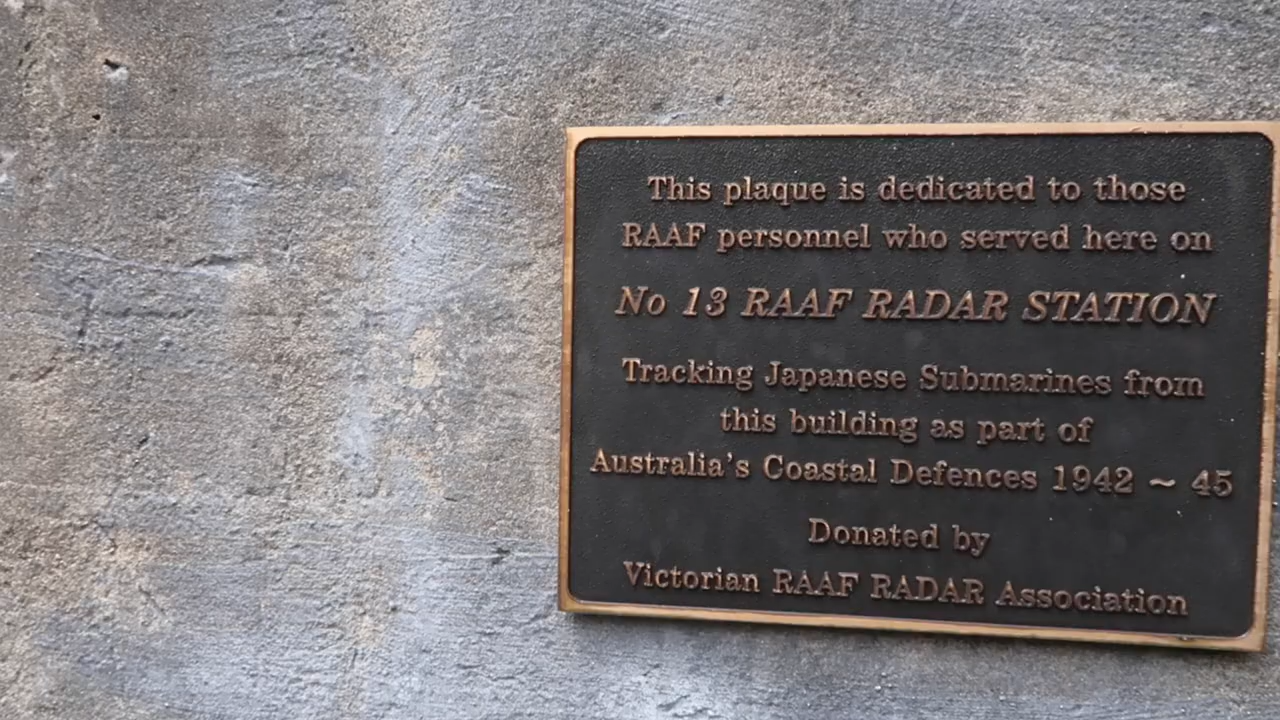 This plaque is dedicated to those
RAAF personnel who served here on
No 13 RAAF RADAR STATION
Tracking Japanese Submarines from
this building as part of
Australia's Coastal Defences 1942 ~ 45
Donated by
Victorian RAAF RADAR Association